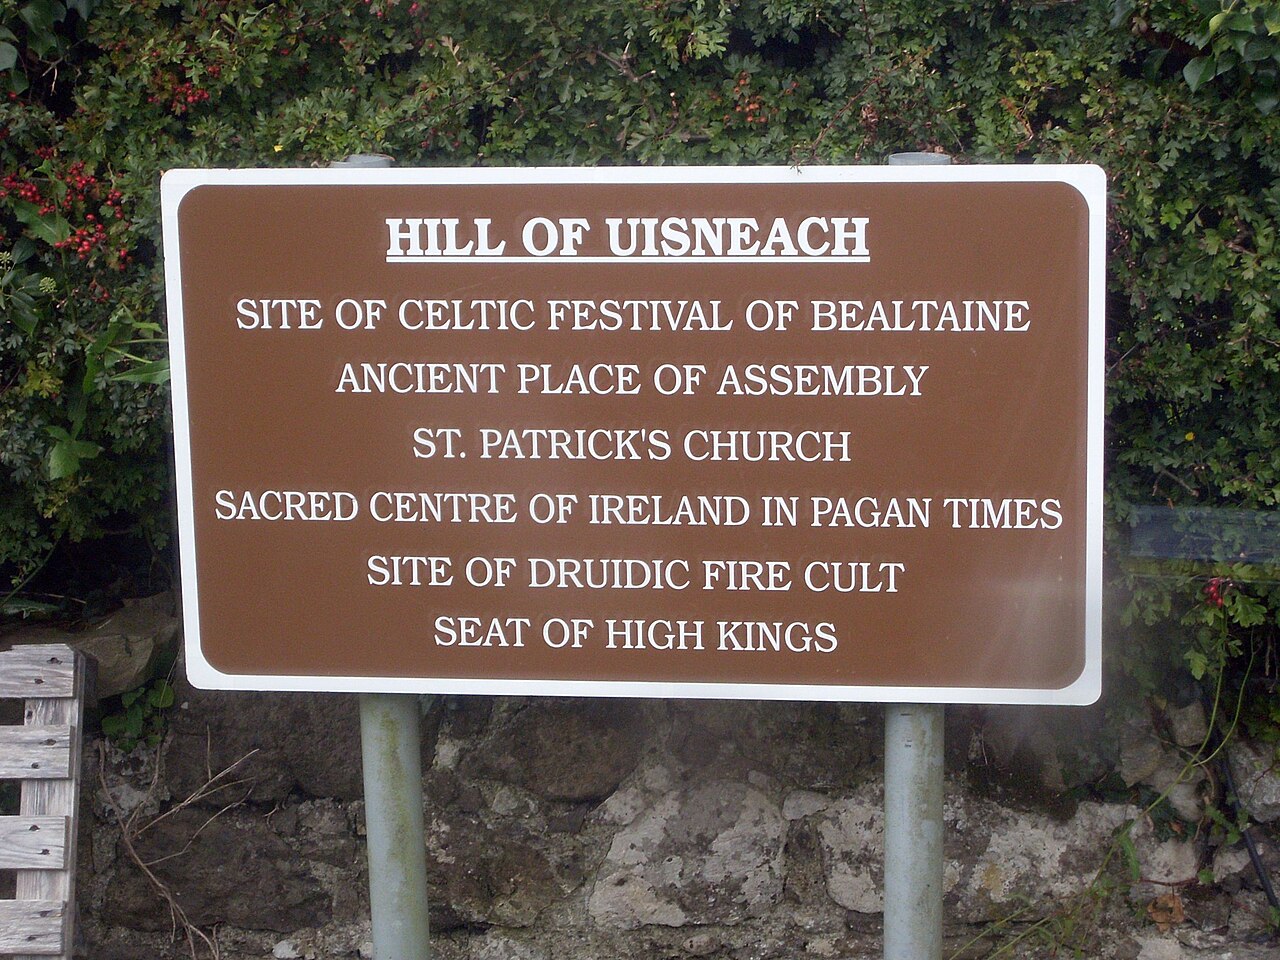 HILL OF UISNEACH
SITE OF CELTIC FESTIVAL OF BEALTAINE
ANCIENT PLACE OF ASSEMBLY
ST. PATRICK'S CHURCH
SACRED CENTRE OF IRELAND IN PAGAN TIMES
SITE OF DRUIDIC FIRE CULT
SEAT OF HIGH KINGS